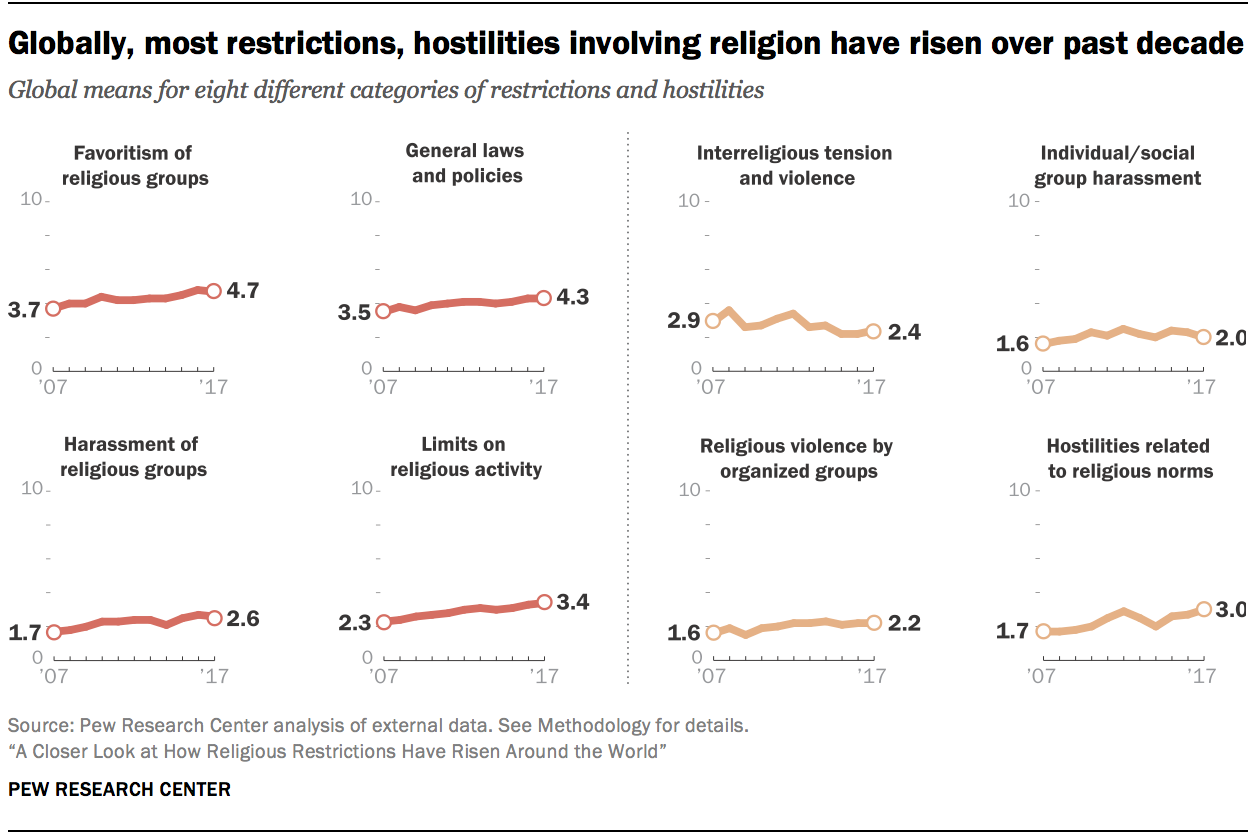 Globally, most restrictions, hostilities involving religion have risen over past decade
Global means for eight different categories of restrictions and hostilities
Favoritism of
religious groups
10
3.7
4.7
0
’07
’17
General laws
and policies
10
3.5
4.3
0
’07
’17
Interreligious tension
and violence
10
2.9
2.4
0
’07
’17
Individual/social
group harassment
10
1.6
2.0
0
’07
’17
Harassment of
religious groups
10
1.7
2.6
0
’07
’17
Limits on
religious activity
10
2.3
3.4
0
’07
’17
Religious violence by
organized groups
10
1.6
2.2
0
’07
’17
Hostilities related
to religious norms
10
1.7
3.0
’07
’17
Source: Pew Research Center analysis of external data. See Methodology for details.
“A Closer Look at How Religious Restrictions Have Risen Around the World”
PEW RESEARCH CENTER